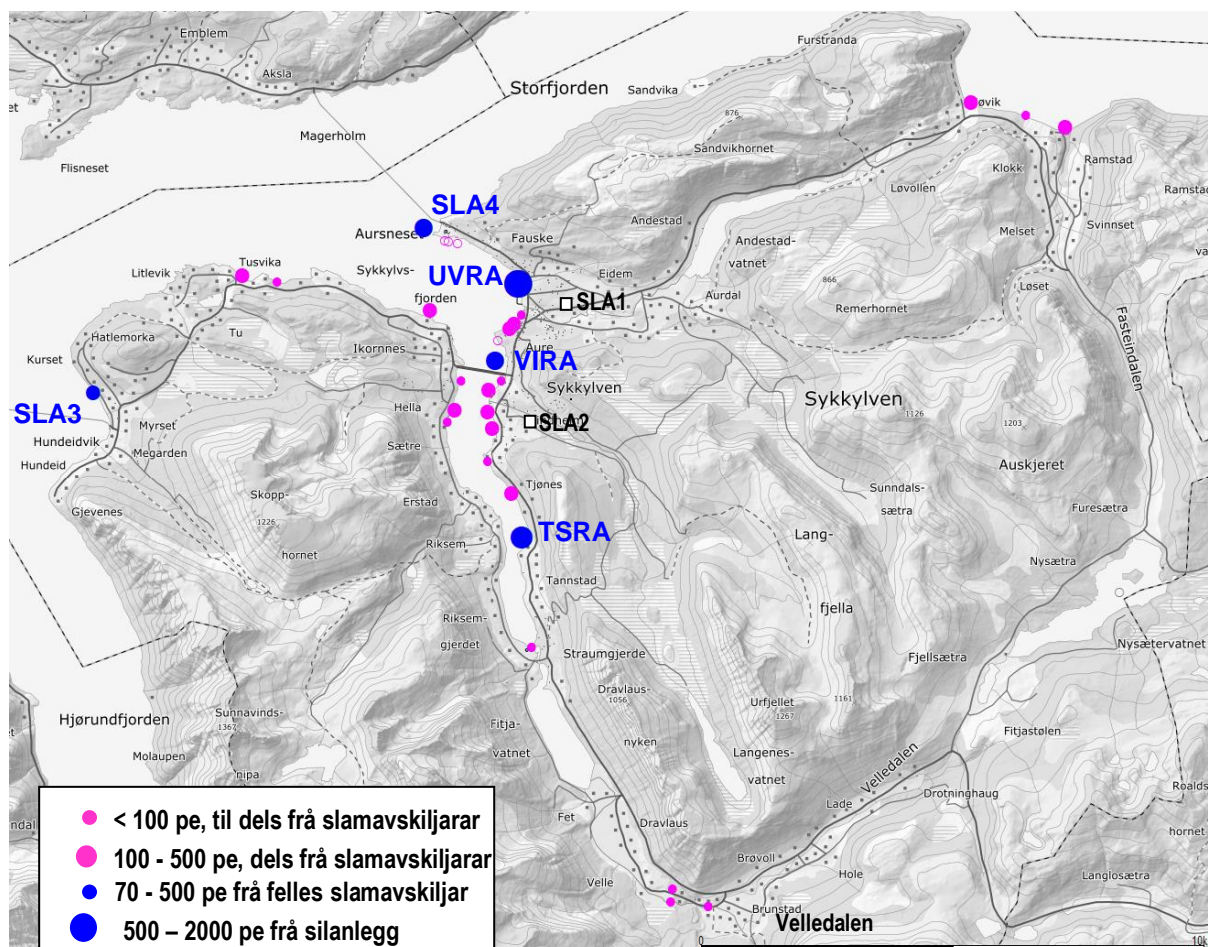 Emblem
Furstranda
Aksla
Storfjorden
Sandvika
øvik
Magerholm
876
Sandvikhornet
Flisneset
Klokk
Ramstad
Ramstad
Løvollen
SLA4
Andestad
Svinnset
Aursneset
Fauske
Andestad-
vatnet
Melset
Litlevik
Tusvika
Sykkylvs-
fjorden
UVRA
Eidem
866
Løset
SLA1
Aurdal
Remerhornet
Hatlemorka
Tu
Ikornnes
Aure
Kurset
VIRA
Sykkylven
Fasteindalen
SLA3
Hella
Sykkylven
1126
SLA2
1203
Myrset
Hundeidvik
Megarden
Sætre
Auskjeret
Hundeid
Skopp-
hornet
1226
Tjønes
Sunndals-
sætra
Gjevenes
Erstad
Furesætra
TSRA
Lang-
fjella
Riksem
Nysætra
Tannstad
Riksem-
gjerdet
Straumgjerde
Nysætervatnet
Fjellsætra
Dravlaus-
nyken
1056
Urfjellet
1161
1267
Hjørundfjorden
Sunnavinds-
nipa
1367
Fitja-
vatnet
Fitjastølen
Molaupen
Langenes-
vatnet
Velledalen
Drotninghaug
Roalds
hornet
Lade
Fet
Dravlaus
Brøvoll
Hole
Langlosætra
Velle
Brunstad
Velledalen
0
< 100 pe, til dels frå slamavskiljarar
100 - 500 pe, dels frå slamavskiljarar
70 - 500 pe frå felles slamavskiljar
500 – 2000 pe frå silanlegg